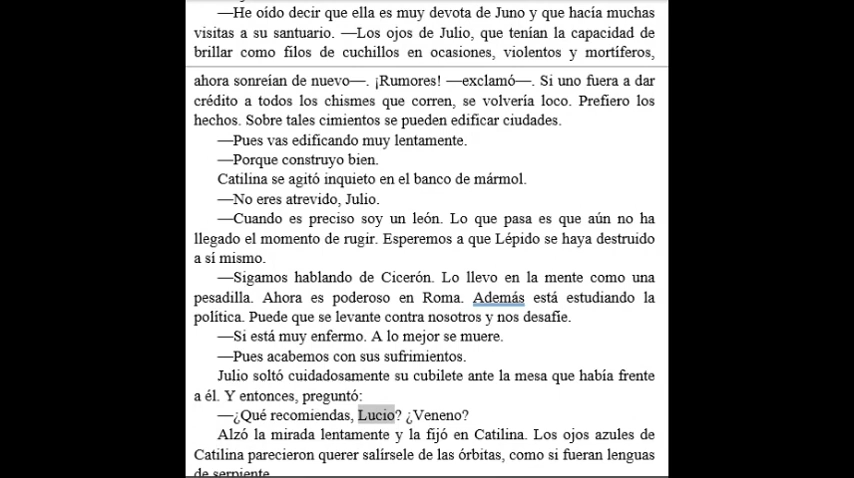 —He oído decir que ella es muy devota de Juno y que hacía muchas
visitas a su santuario. —Los ojos de Julio, que tenían la capacidad de
brillar como filos de cuchillos en ocasiones, violentos y mortíferos,
ahora sonreían de nuevo—. ¡Rumores! —exclamó—. Si uno fuera a dar
crédito a todos los chismes que corren, se volvería loco. Prefiero los
hechos. Sobre tales cimientos se pueden edificar ciudades.
—Pues vas edificando muy lentamente.
—Porque construyo bien.
Catilina se agitó inquieto en el banco de mármol.
—No eres atrevido, Julio.
—Cuando es preciso soy un león. Lo que pasa es que aún no ha
llegado el momento de rugir. Esperemos a que Lépido se haya destruido
a sí mismo.
—Sigamos hablando de Cicerón. Lo llevo en la mente como una
pesadilla. Ahora es poderoso en Roma. Además está estudiando la
política. Puede que se levante contra nosotros y nos desafíe.
—Si está muy enfermo. A lo mejor se muere.
—Pues acabemos con sus sufrimientos.
Julio soltó cuidadosamente su cubilete ante la mesa que había frente
a él. Y entonces, preguntó:
—¿Qué recomiendas, Lucio? ¿Veneno?
Alzó la mirada lentamente y la fijó en Catilina. Los ojos azules de
Catilina parecieron querer salírsele de las órbitas, como si fueran lenguas
de serpiente.